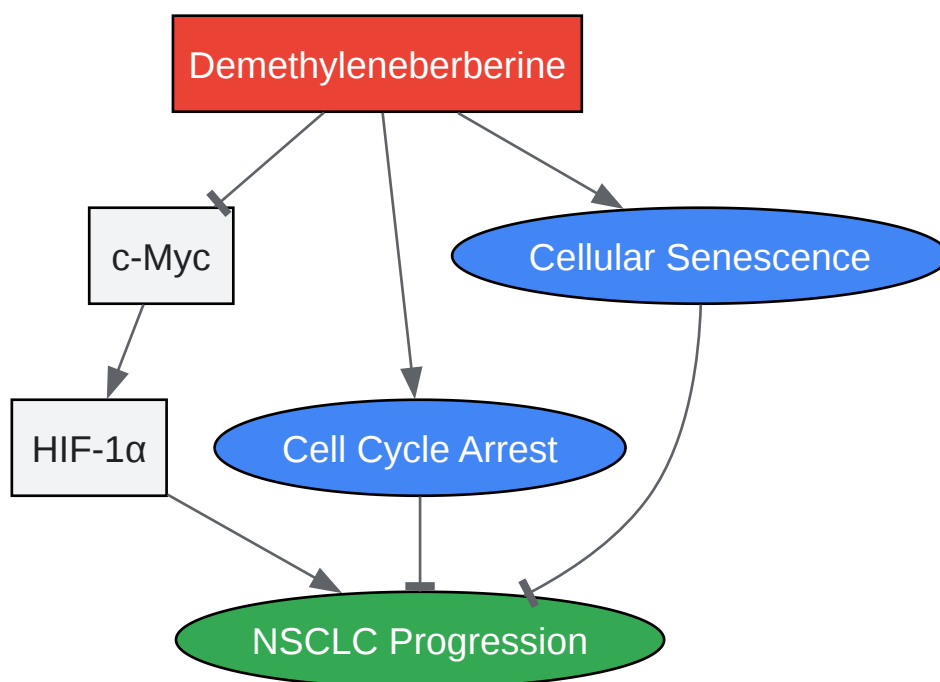 Demethyleneberberine
c-Myc
Cellular Senescence
HIF-1α
Cell Cycle Arrest
NSCLC Progression